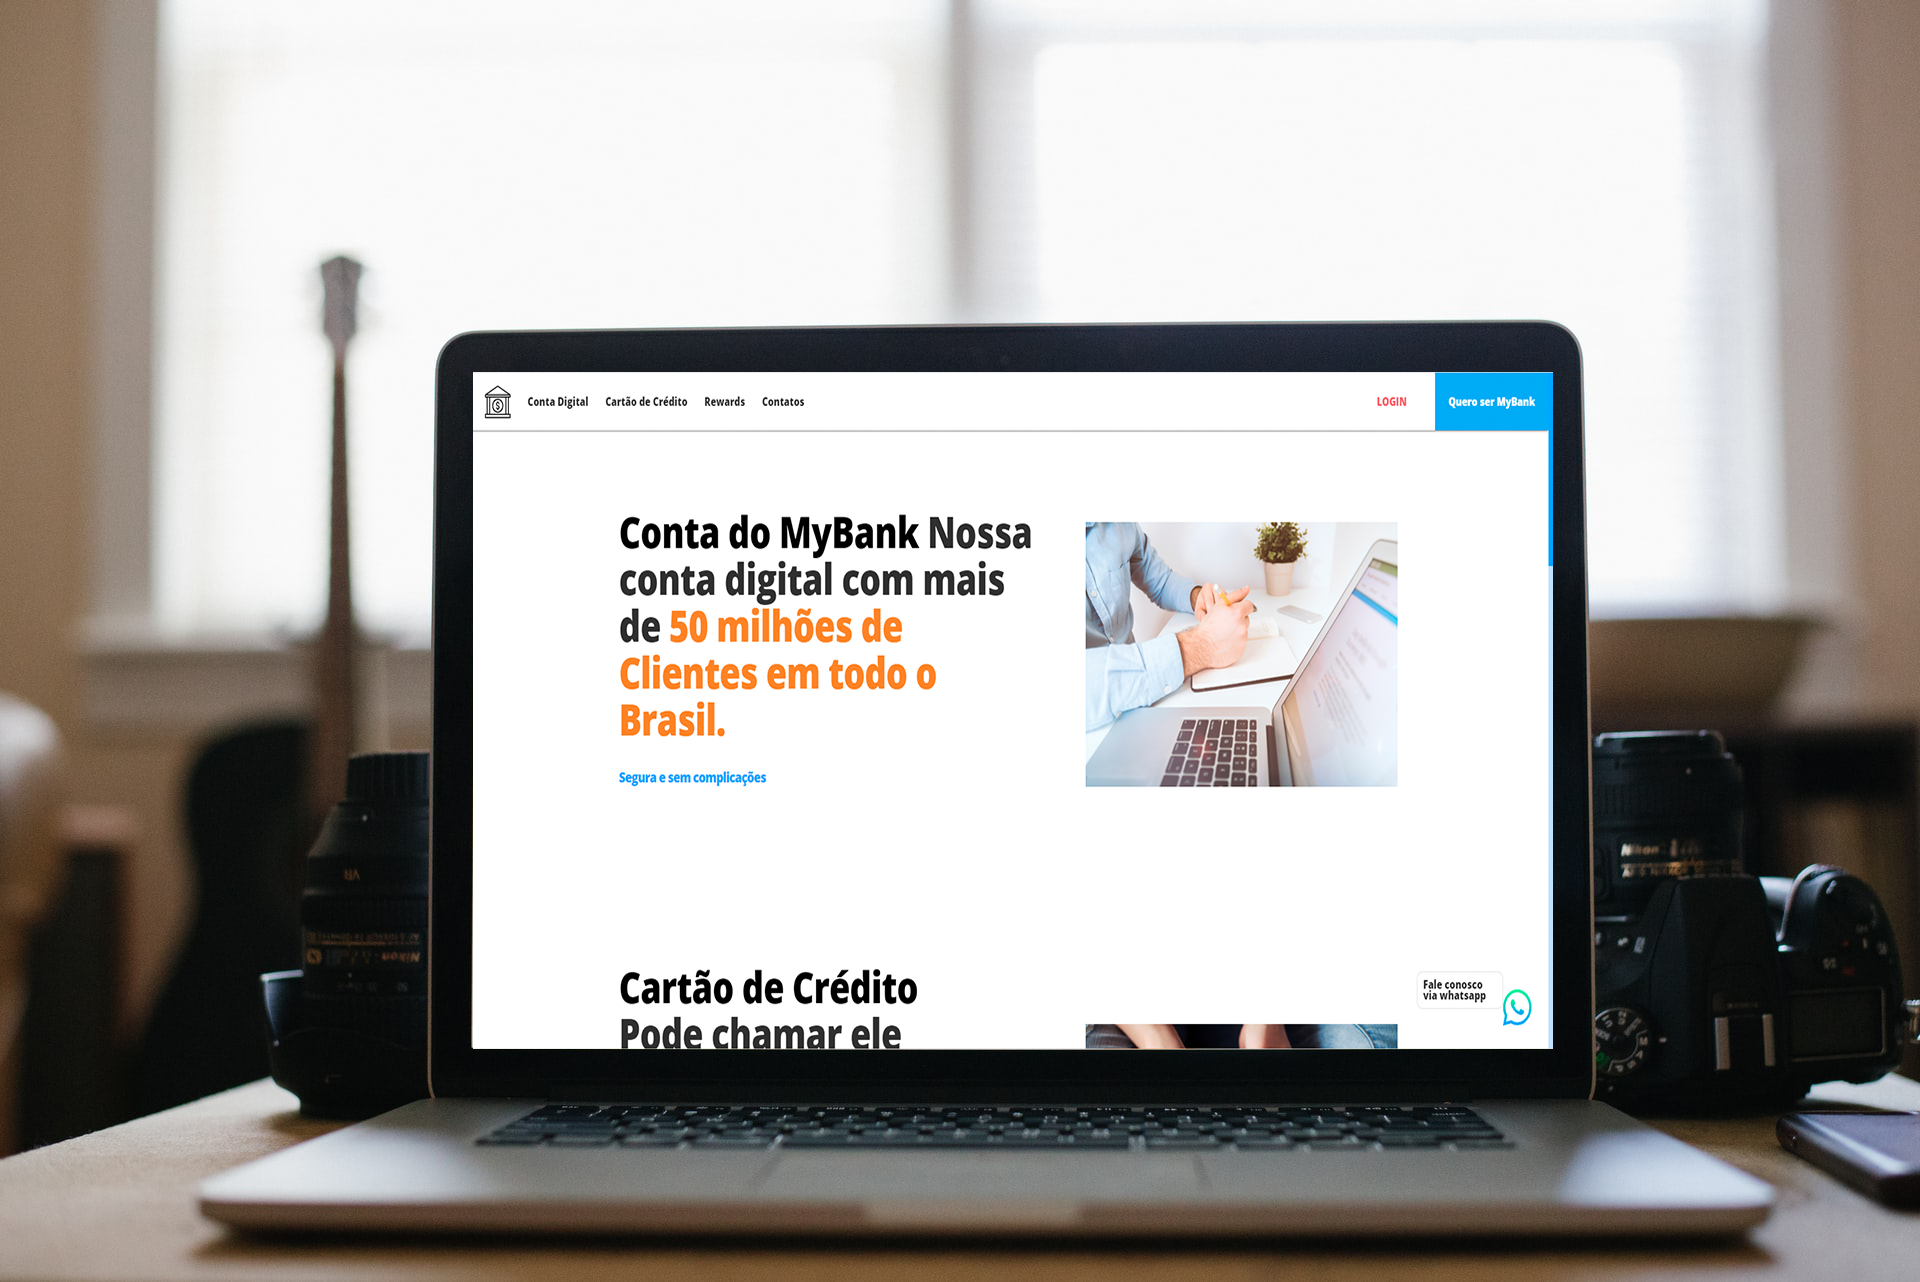 Conta Digital Cartão de Crédito Rewards Contatos LOGIN Quero ser MyBank
Conta do MyBank Nossa
conta digital com mais
de 50 milhões de
Clientes em todo o
Brasil.
Segura e sem complicações
Cartão de Crédito
Pode chamar ele
Fale conosco
via whatsapp
VR
Nikon
Nikon